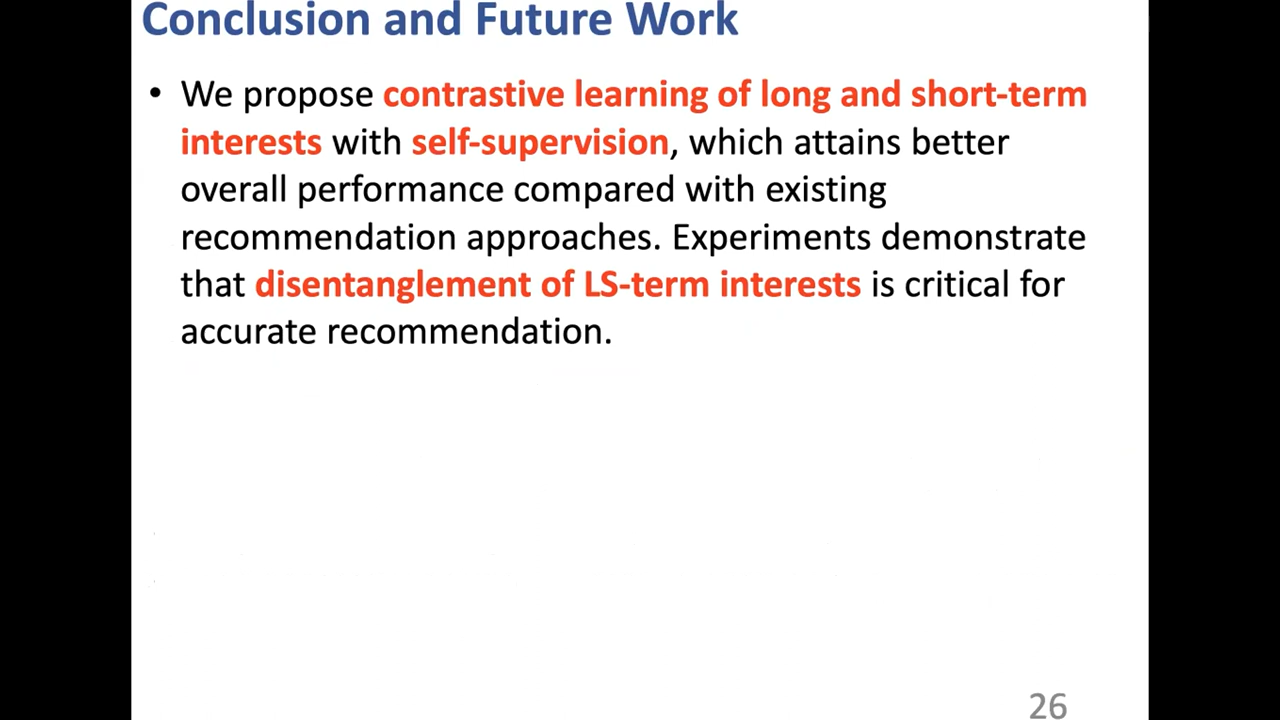 Conclusion and Future Work
• We propose contrastive learning of long and short-term
interests with self-supervision, which attains better
overall performance compared with existing
recommendation approaches. Experiments demonstrate
that disentanglement of LS-term interests is critical for
accurate recommendation.
26